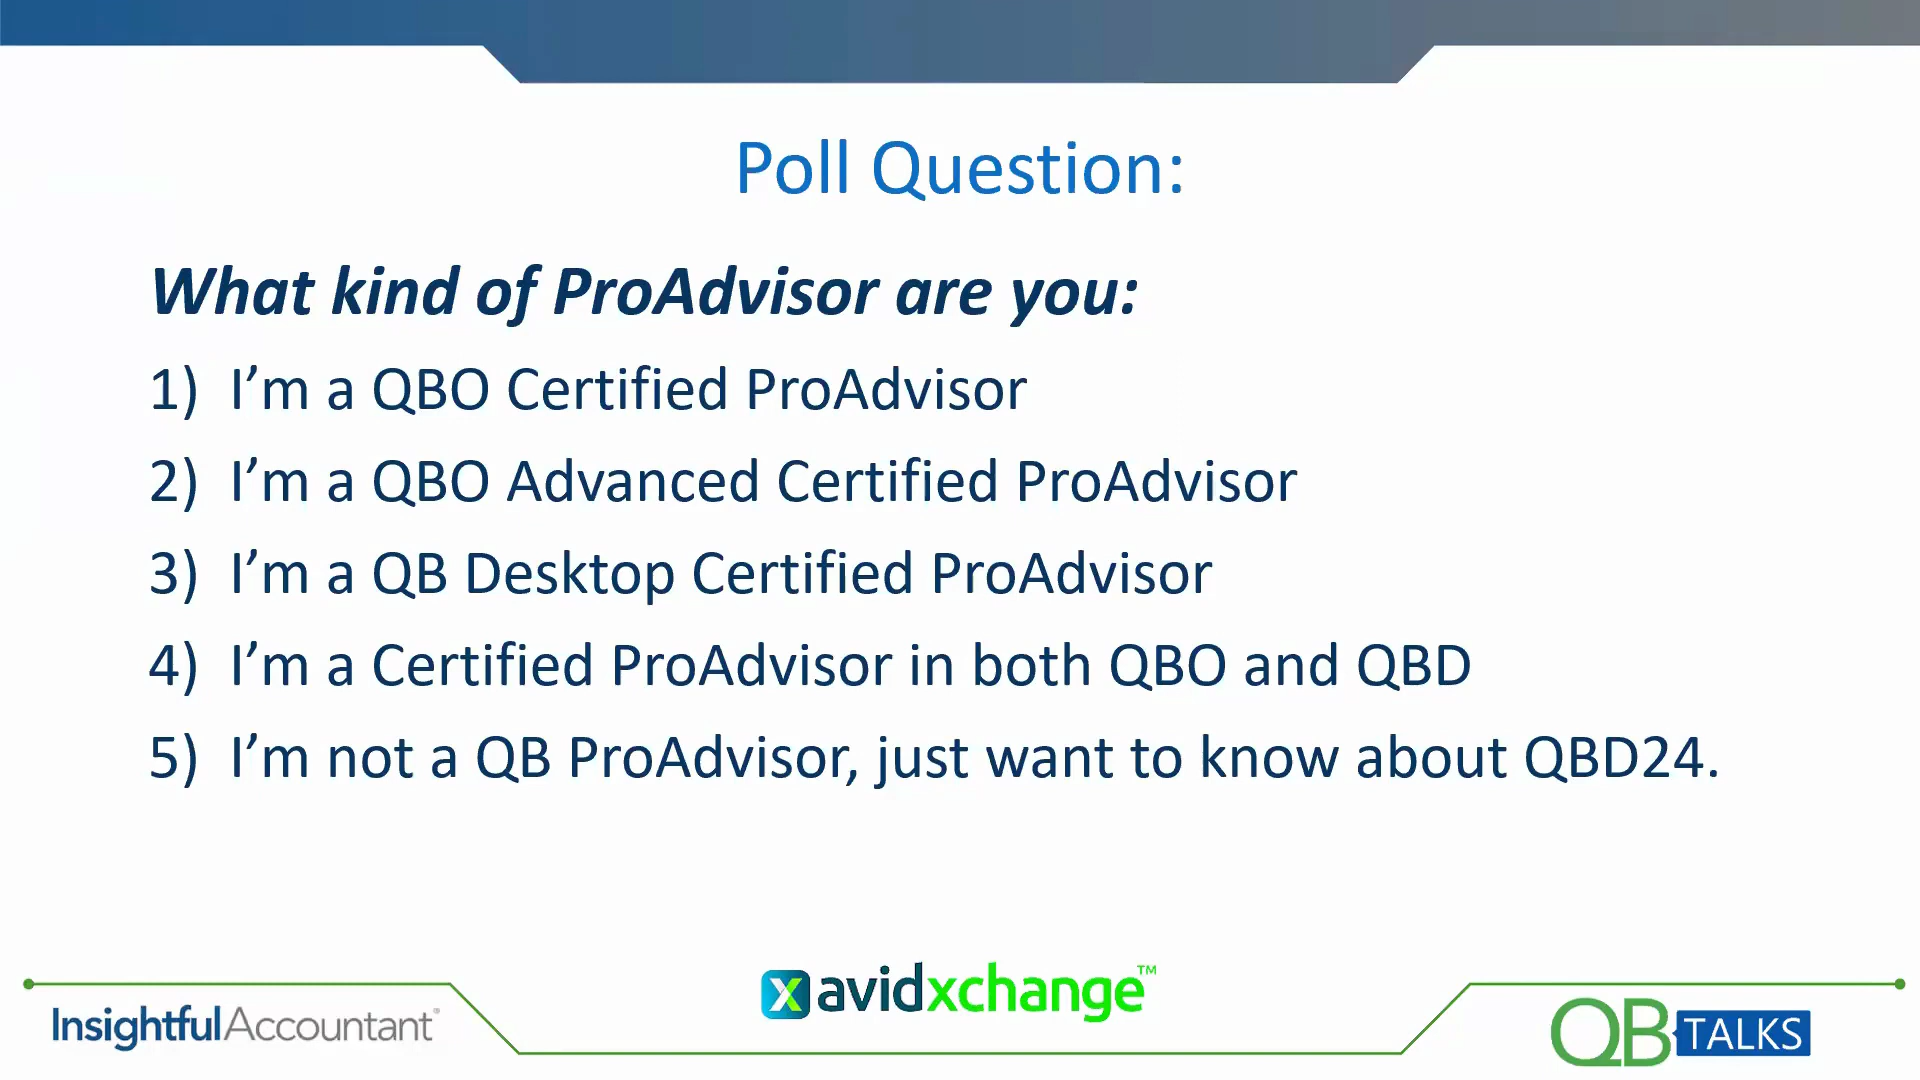 Poll Question:
What kind of ProAdvisor are you:
1) I’m a QBO Certified ProAdvisor
2) I’m a QBO Advanced Certified ProAdvisor
3) I’m a QB Desktop Certified ProAdvisor
4) I’m a Certified ProAdvisor in both QBO and QBD
5) I’m not a QB ProAdvisor, just want to know about QBD24.
InsightfulAccountant®
x avidxchange™
QB TALKS